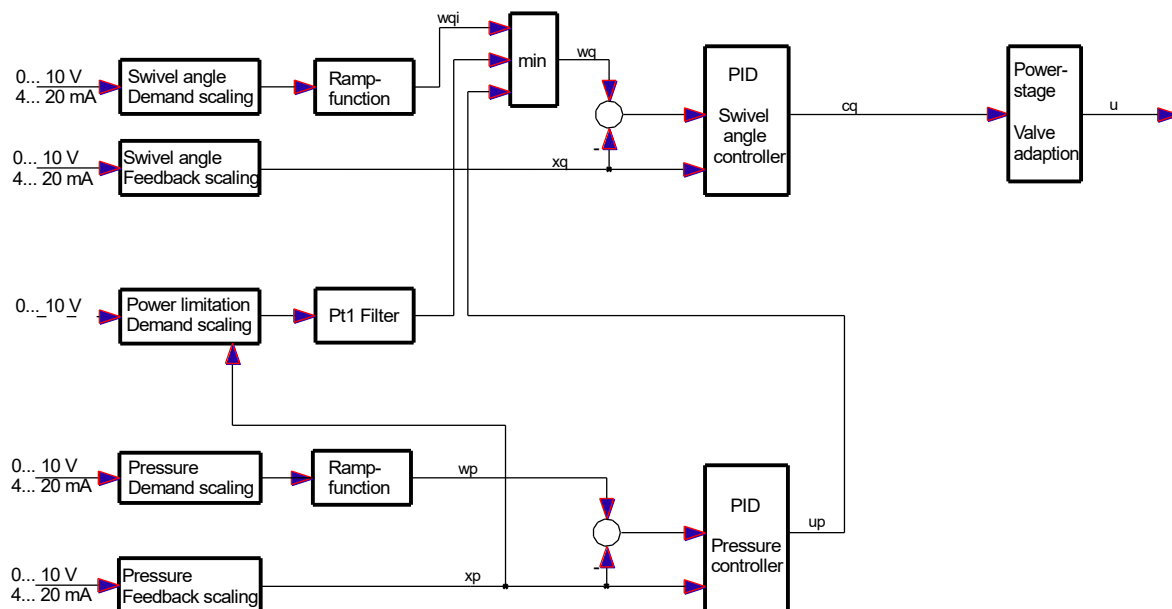 wqi
min
wq
0... 10 V
4... 20 mA
Swivel angle
Demand scaling
Ramp-
function
PID
Swivel
angle
controller
cq
Power-
stage
Valve
adaption
u
0... 10 V
4... 20 mA
Swivel angle
Feedback scaling
xq
-
0... 10 V
Power limitation
Demand scaling
Pt1 Filter
0... 10 V
4... 20 mA
Pressure
Demand scaling
Ramp-
function
wp
PID
Pressure
controller
up
0... 10 V
4... 20 mA
Pressure
Feedback scaling
xp
-